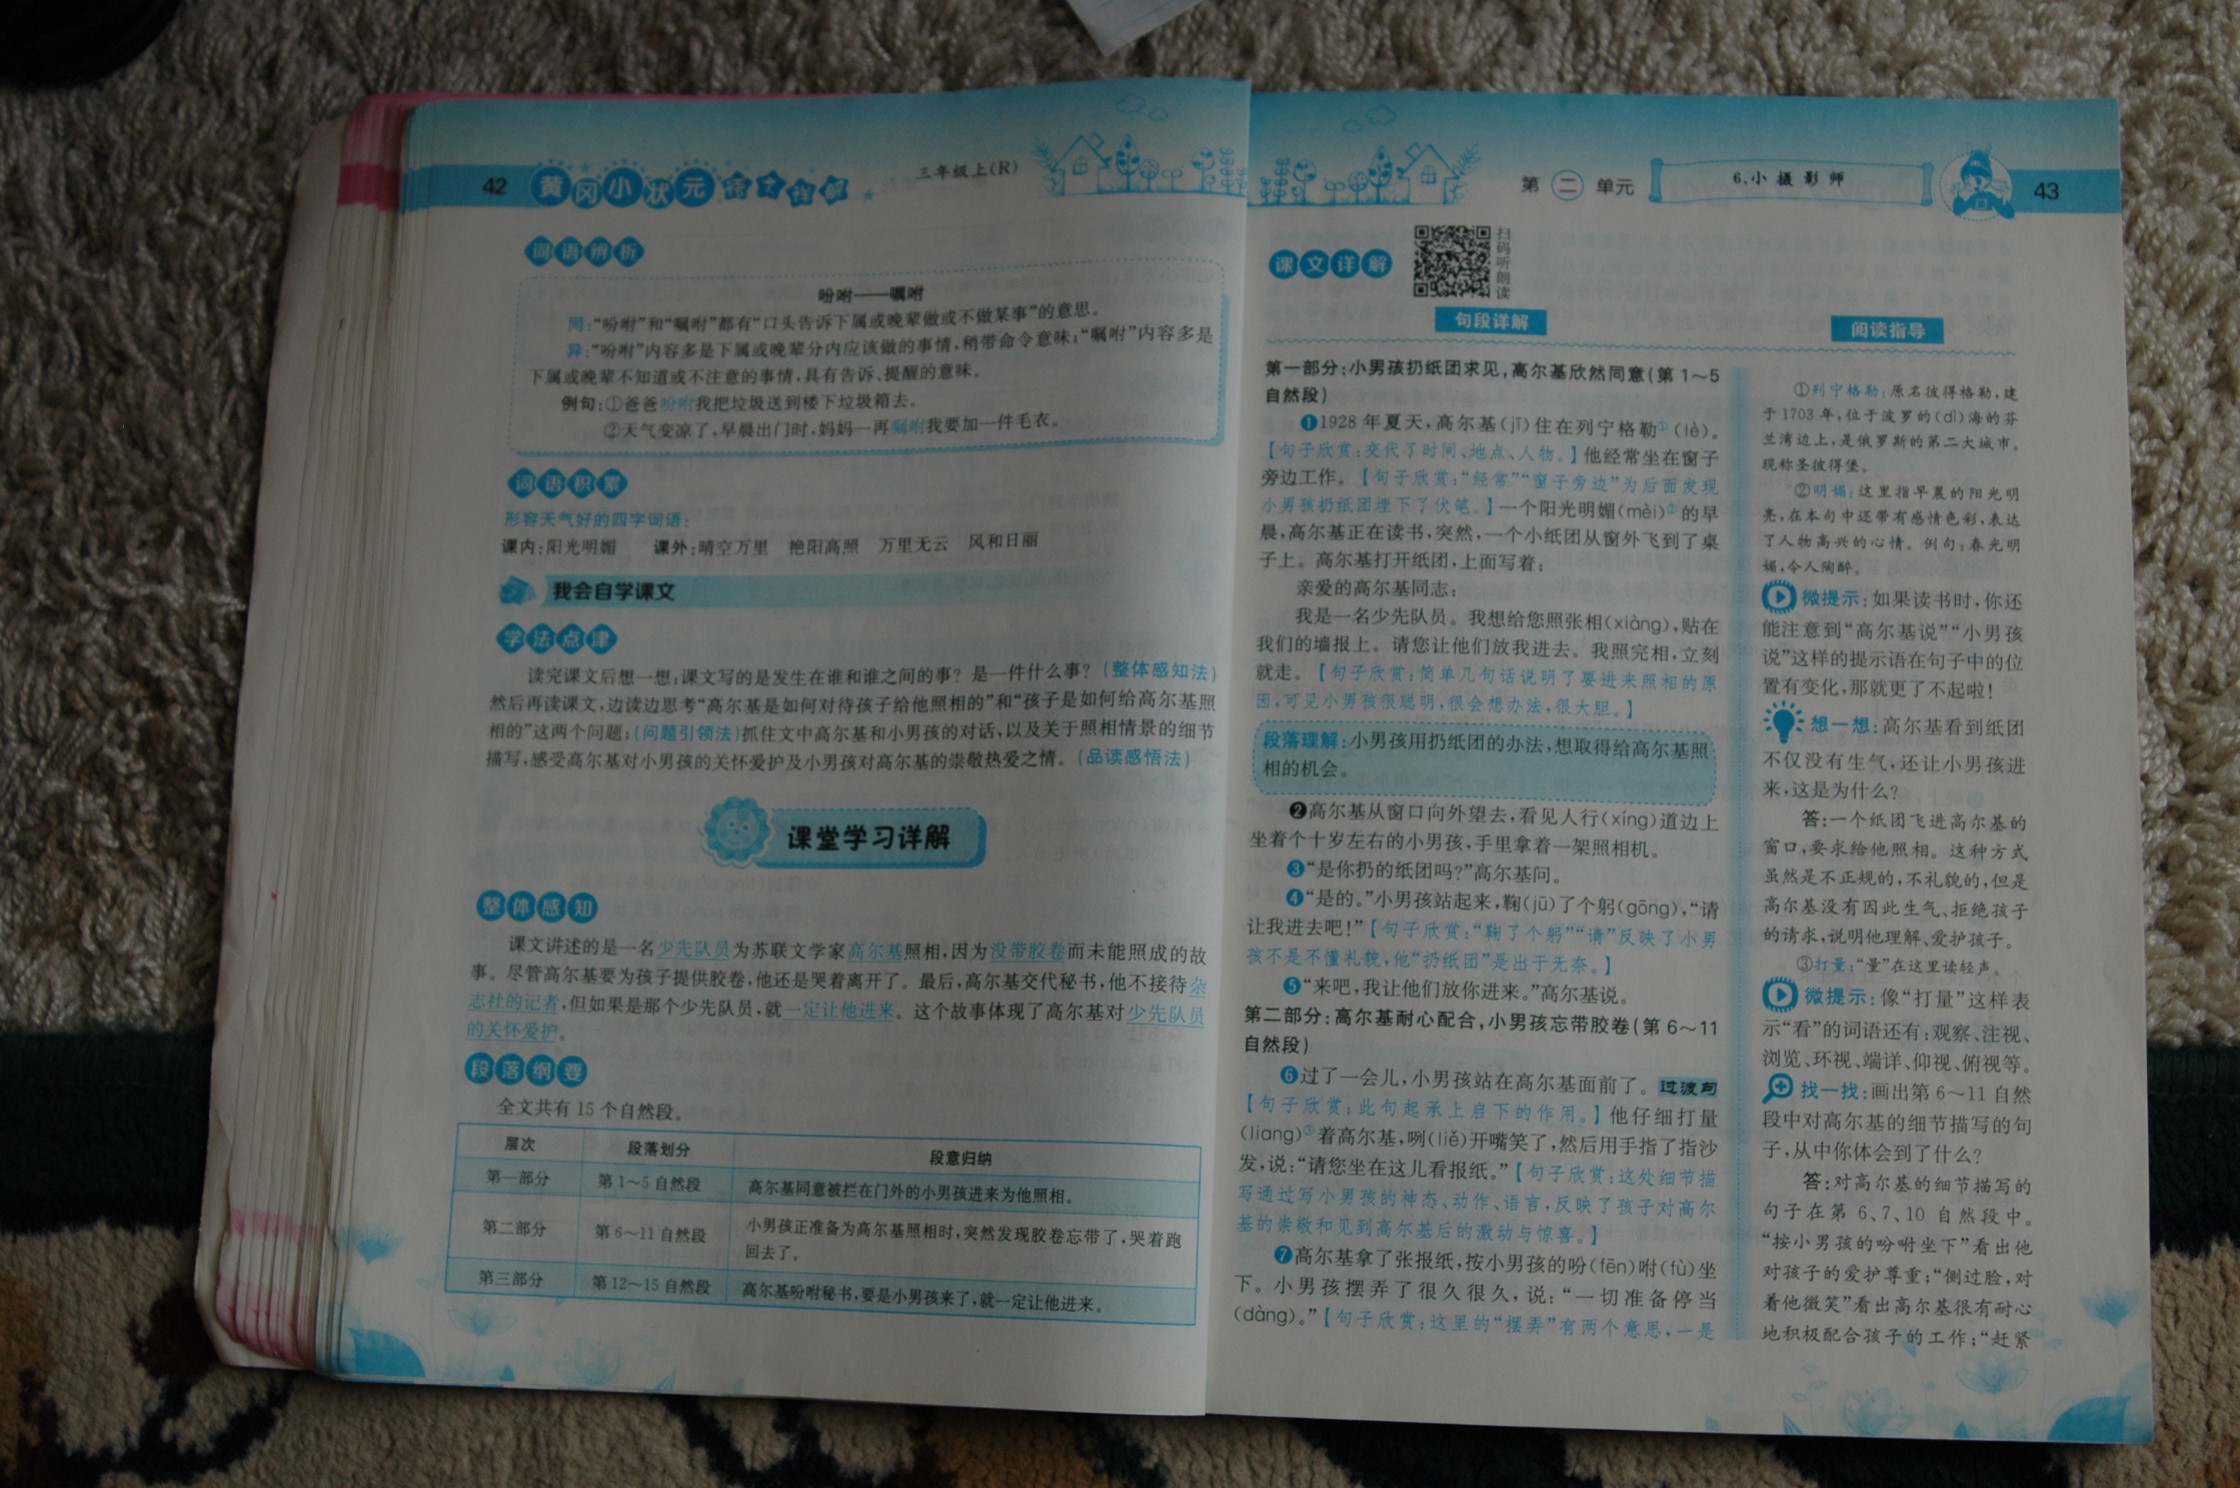 42 黄冈小状元 三年级上(R)
词语辨析
吩咐——嘱咐
同:“吩咐”和“嘱咐”都有“口头告诉下属或晚辈做或不做某事”的意思。
异:“吩咐”内容多是下属或晚辈分内应该做的事情,稍带命令意味;“嘱咐”内容多是
下属或晚辈不知道或不注意的事情,具有告诉、提醒的意味。
例句:①爸爸吩咐我把垃圾送到楼下垃圾箱去。
②天气变凉了,早晨出门时,妈妈一再嘱咐我要加一件毛衣。
词语积累
形容天气好的四字词语:
课内:阳光明媚 课外:晴空万里 艳阳高照 万里无云 风和日丽
我会自学课文
学法点津
读完课文后想一想:课文写的是发生在谁和谁之间的事?是一件什么事?(整体感知法)
然后再读课文,边读边思考“高尔基是如何对待孩子给他照相的”和“孩子是如何给高尔基照
相的”这两个问题;(问题引领法)抓住文中高尔基和小男孩的对话,以及关于照相情景的细节
描写,感受高尔基对小男孩的关怀爱护及小男孩对高尔基的崇敬热爱之情。(品读感悟法)
课堂学习详解
整体感知
课文讲述的是一名少先队员为苏联文学家高尔基照相,因为没带胶卷而未能照成的故
事。尽管高尔基要为孩子提供胶卷,他还是哭着离开了。最后,高尔基交代秘书,他不接待杂
志社的记者,但如果是那个少先队员,就一定让他进来。这个故事体现了高尔基对少先队员
的关怀爱护。
段落纲要
全文共有 15 个自然段。
层次 段落划分 段意归纳
第一部分 第 1~5 自然段 高尔基同意被拦在门外的小男孩进来为他照相。
第二部分 第 6~11 自然段 小男孩正准备为高尔基照相时,突然发现胶卷忘带了,哭着跑
回去了。
第三部分 第 12~15 自然段 高尔基吩咐秘书,要是小男孩来了,就一定让他进来。
第 二 单元 6.小摄影师 43
课文详解
扫码听朗读
句段详解
第一部分:小男孩扔纸团求见,高尔基欣然同意(第 1~5
自然段)
❶1928 年夏天,高尔基(jī)住在列宁格勒①(lè)。
【句子欣赏:交代了时间、地点、人物。】他经常坐在窗子
旁边工作。【句子欣赏:“经常”“窗子旁边”为后面发现
小男孩扔纸团埋下了伏笔。】一个阳光明媚(mèi)②的早
晨,高尔基正在读书,突然,一个小纸团从窗外飞到了桌
子上。高尔基打开纸团,上面写着:
亲爱的高尔基同志:
我是一名少先队员。我想给您照张相(xiàng),贴在
我们的墙报上。请您让他们放我进去。我照完相,立刻
就走。【句子欣赏:简单几句话说明了要进来照相的原
因,可见小男孩很聪明,很会想办法,很大胆。】
段落理解:小男孩用扔纸团的办法,想取得给高尔基照
相的机会。
❷高尔基从窗口向外望去,看见人行(xíng)道边上
坐着个十岁左右的小男孩,手里拿着一架照相机。
❸“是你扔的纸团吗?”高尔基问。
❹“是的。”小男孩站起来,鞠(jū)了个躬(gōng),“请
让我进去吧!”【句子欣赏:“鞠了个躬”“请”反映了小男
孩不是不懂礼貌,他“扔纸团”是出于无奈。】
❺“来吧,我让他们放你进来。”高尔基说。
第二部分:高尔基耐心配合,小男孩忘带胶卷(第 6~11
自然段)
❻过了一会儿,小男孩站在高尔基面前了。过渡句
【句子欣赏:此句起承上启下的作用。】他仔细打量
(liang)③着高尔基,咧(liě)开嘴笑了,然后用手指了指沙
发,说:“请您坐在这儿看报纸。”【句子欣赏:这处细节描
写通过写小男孩的神态、动作、语言,反映了孩子对高尔
基的崇敬和见到高尔基后的激动与惊喜。】
❼高尔基拿了张报纸,按小男孩的吩(fēn)咐(fù)坐
下。小男孩摆弄了很久很久,说:“一切准备停当
(dàng)。”【句子欣赏:这里的“摆弄”有两个意思,一是
阅读指导
①列宁格勒:原名彼得格勒,建
于 1703 年,位于波罗的(dì)海的芬
兰湾边上,是俄罗斯的第二大城市,
现称圣彼得堡。
②明媚:这里指早晨的阳光明
亮,在本句中还带有感情色彩,表达
了人物高兴的心情。例句:春光明
媚,令人陶醉。
微提示:如果读书时,你还
能注意到“高尔基说”“小男孩
说”这样的提示语在句子中的位
置有变化,那就更了不起啦!
想一想:高尔基看到纸团
不仅没有生气,还让小男孩进
来,这是为什么?
答:一个纸团飞进高尔基的
窗口,要求给他照相。这种方式
虽然是不正规的,不礼貌的,但是
高尔基没有因此生气、拒绝孩子
的请求,说明他理解、爱护孩子。
③打量:“量”在这里读轻声。
微提示:像“打量”这样表
示“看”的词语还有:观察、注视、
浏览、环视、端详、仰视、俯视等。
找一找:画出第 6~11 自然
段中对高尔基的细节描写的句
子,从中你体会到了什么?
答:对高尔基的细节描写的
句子在第 6、7、10 自然段中。
“按小男孩的吩咐坐下”看出他
对孩子的爱护尊重;“侧过脸,对
着他微笑”看出高尔基很有耐心
地积极配合孩子的工作;“赶紧